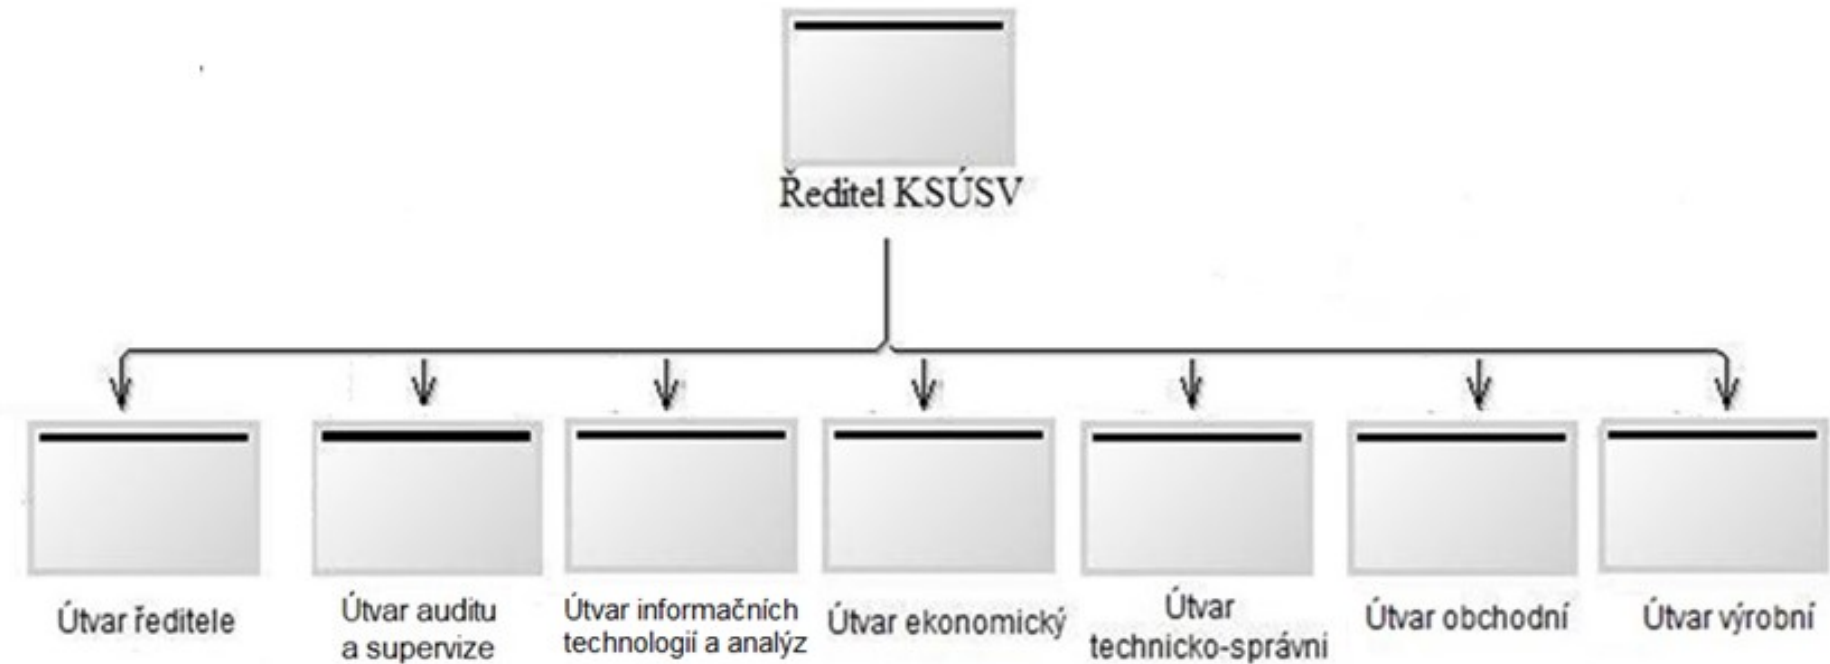 Ředitel KSÚSV
Útvar ředitele
Útvar auditu
a supervize
Útvar informačních
technologií a analýz
Útvar ekonomický
Útvar
technicko-správni
Útvar obchodní
Útvar výrobní